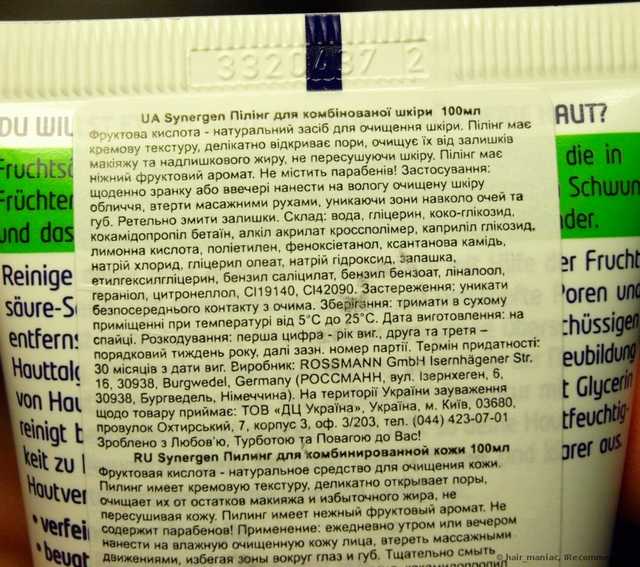 3320437 2
DU WIL
AUT?
Früchter
und das
die in
Schwun
nder.
Reinige
säure-S
entfern
Hauttal
von Hau
reinigt b
keit zu
Hautver
• verfei
• beugt
er Frucht
Poren und
chüssigen
eubildung
t Glycerin
tfeuchtig-
arer aus.
UA Synergen Пілінг для комбінованої шкіри 100мл
Фруктова кислота - натуральний засіб для очищення шкіри. Пілінг має
кремову текстуру, делікатно відкриває пори, очищує їх від залишків
макіяжу та надлишкового жиру, не пересушуючи шкіру. Пілінг має
ніжний фруктовий аромат. Не містить парабенів! Застосування:
щоденно зранку або ввечері нанести на вологу очищену шкіру
обличчя, втерти масажними рухами, уникаючи зони навколо очей та
губ. Ретельно змити залишки. Склад: вода, гліцерин, коко-глікозид,
кокамідопропіл бетаїн, алкіл акрилат кроссполімер, каприліл глікозид,
лимонна кислота, поліетилен, феноксіетанол, ксантанова камідь,
натрій хлорид, гліцерил олеат, натрій гідроксид, запашка,
етилгексилгліцерин, бензил саліцилат, бензил бензоат, ліналоол,
гераніол, цитронеллол, CI19140, CI42090. Застереження: уникати
безпосереднього контакту з очима. Зберігання: тримати в сухому
приміщенні при температурі від 5°C до 25°C. Дата виготовлення: на
спайці. Розкодування: перша цифра - рік виг., друга та третя –
порядковий тиждень року, далі зазн. номер партії. Термін придатності:
30 місяців з дати виг. Виробник: ROSSMANN GmbH Isernhägener Str.
16, 30938, Burgwedel, Germany (РОССМАНН, вул. Ізернхеген, 6,
30938, Бургведель, Німеччина). На території України зауваження
щодо товару приймає: ТОВ «ДЦ Україна», Україна, м. Київ, 03680,
провулок Охтирський, 7, корпус 3, оф. 3/203, тел. (044) 423-07-01
Зроблено з Любов'ю, Турботою та Повагою до Вас!
RU Synergen Пилинг для комбинированной кожи 100мл
Фруктовая кислота - натуральное средство для очищения кожи.
Пилинг имеет кремовую текстуру, деликатно открывает поры,
очищает их от остатков макияжа и избыточного жира, не
пересушивая кожу. Пилинг имеет нежный фруктовый аромат. Не
содержит парабенов! Применение: ежедневно утром или вечером
нанести на влажную очищенную кожу лица, втереть массажными
движениями, избегая зоны вокруг глаз и губ. Тщательно смыть
© hair_maniac, IRecomme